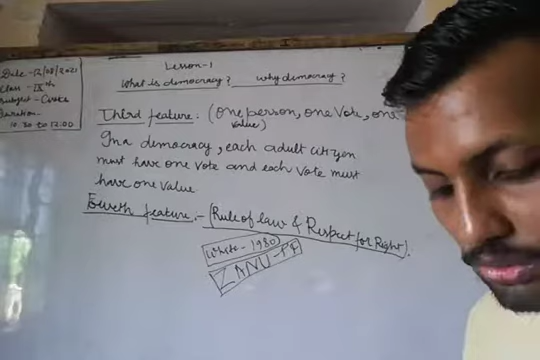 Date - 12/08/2021
Class - IXth
Subject - Civics
Duration -
10.30 to 12.00
Lesson - 1
What is democracy? why democracy?
Third feature: (one person, one vote, one
value)
In a democracy, each adult citizen
must have one vote and each vote must
have one value
Fourth feature:- (Rule of law & Respect for Right).
White - 1980
ZANU-PF